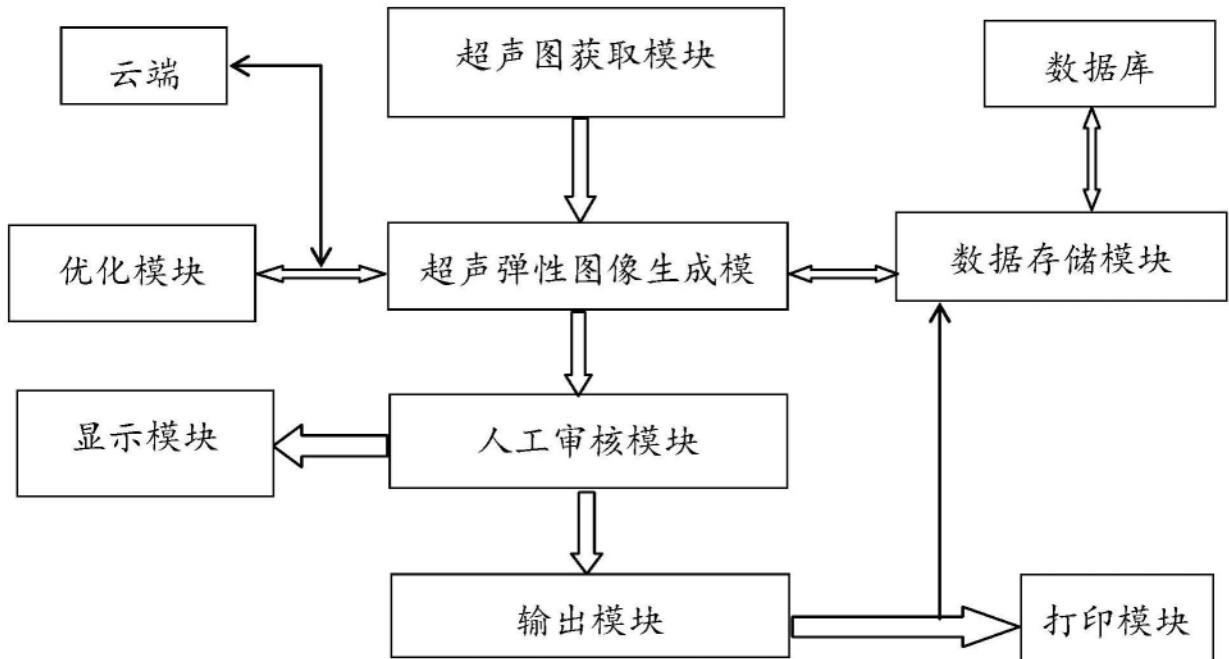 云端
超声图获取模块
数据库
优化模块
超声弹性图像生成模
数据存储模块
显示模块
人工审核模块
输出模块
打印模块